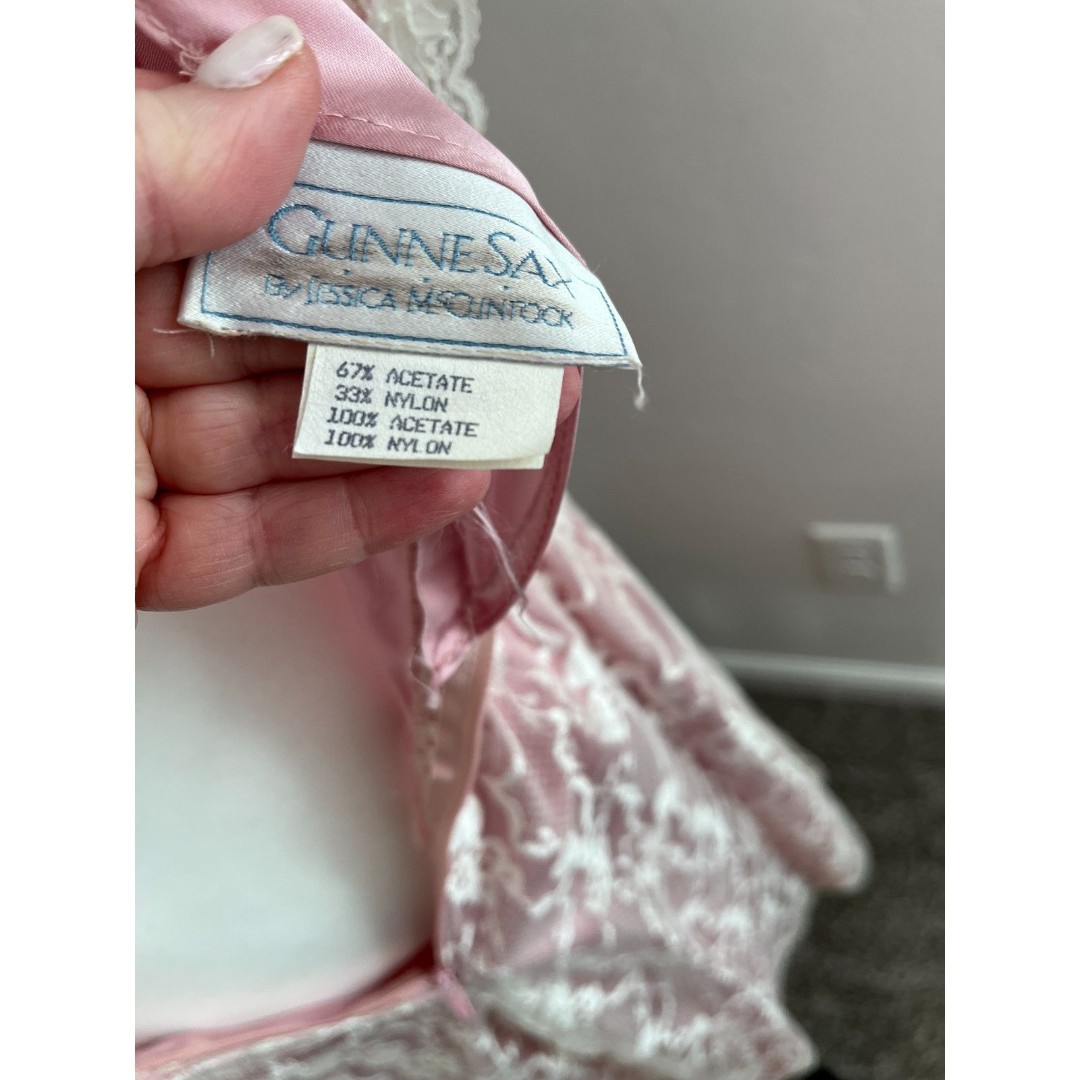 GUNNE SAX
BY JESSICA MCCLINTOCK
67% ACETATE
33% NYLON
100% ACETATE
100% NYLON